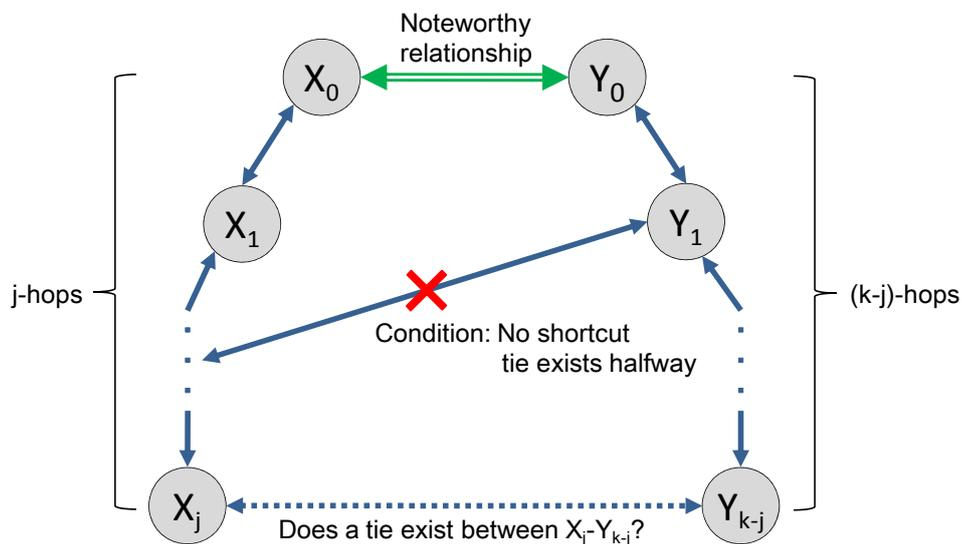 Noteworthy
relationship
X₀
Y₀
X₁
Y₁
j-hops
(k-j)-hops
Condition: No shortcut
tie exists halfway
Xⱼ
Yₖ₋ⱼ
Does a tie exist between Xⱼ-Yₖ₋ⱼ?